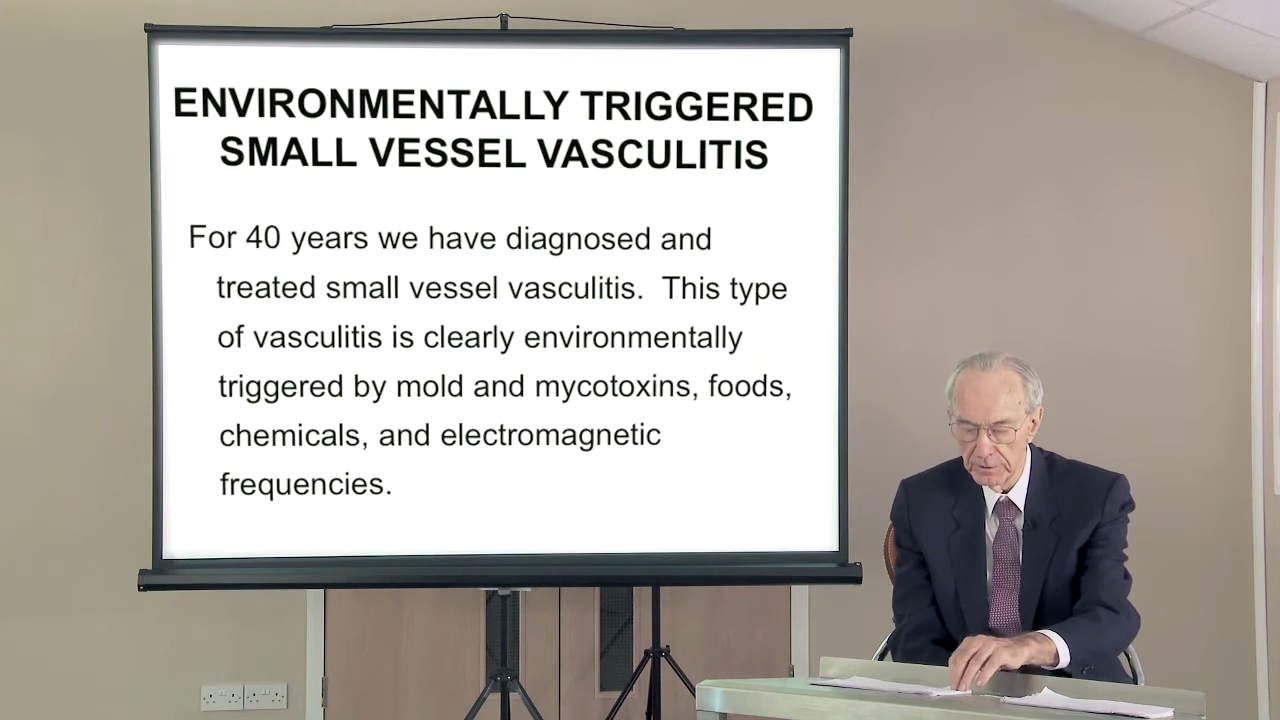 ENVIRONMENTALLY TRIGGERED
SMALL VESSEL VASCULITIS
For 40 years we have diagnosed and
treated small vessel vasculitis. This type
of vasculitis is clearly environmentally
triggered by mold and mycotoxins, foods,
chemicals, and electromagnetic
frequencies.